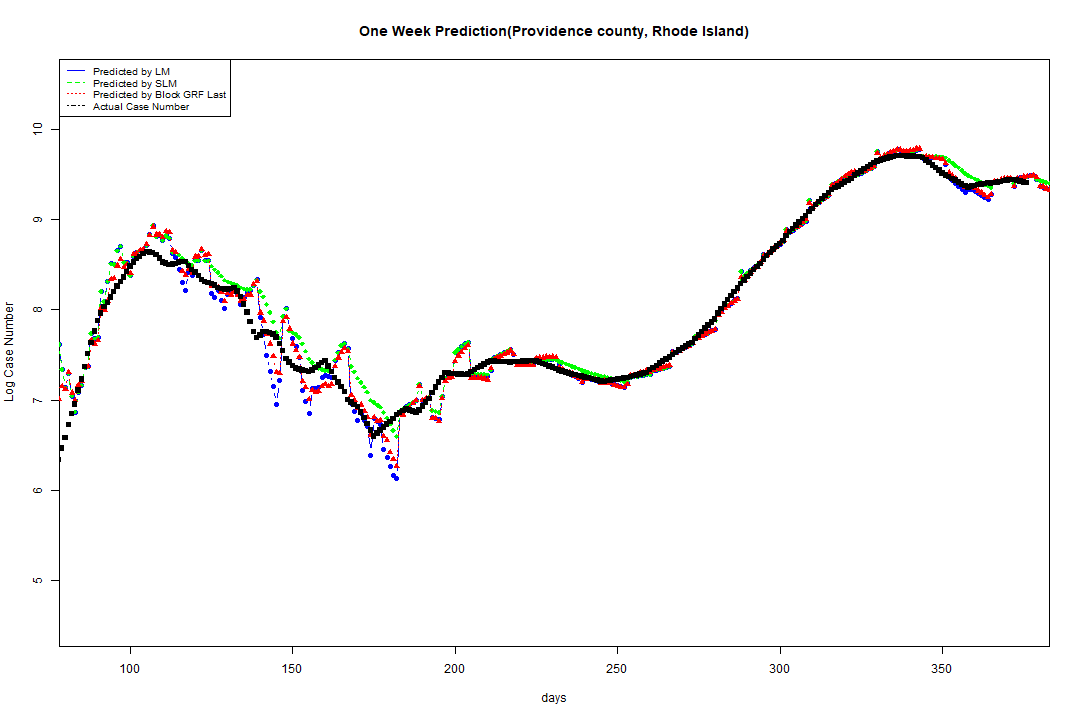 One Week Prediction(Providence county, Rhode Island)
Predicted by LM
Predicted by SLM
Predicted by Block GRF Last
Actual Case Number
10
9
8
7
6
5
Log Case Number
100 150 200 250 300 350
days